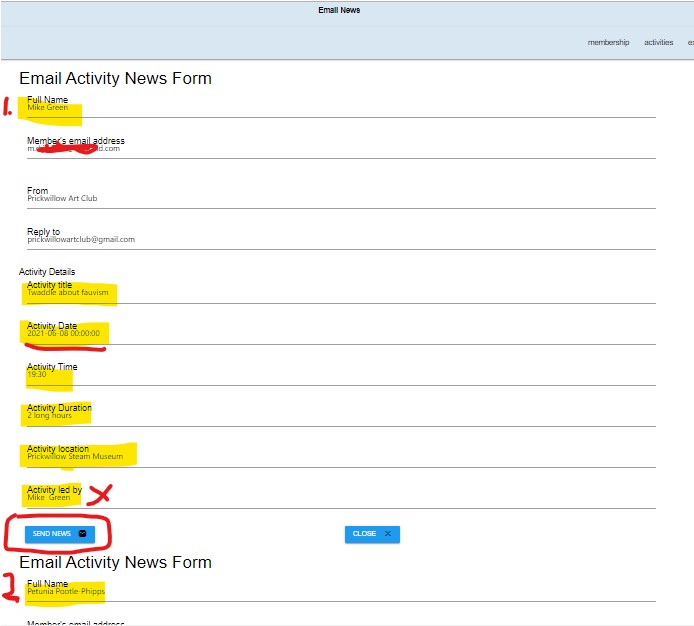 Email News
membership activities
Email Activity News Form
1.
Full Name
Mike Green
Member's email address
d.com
From
Prickwillow Art Club
Reply to
prickwillowartclub@gmail.com
Activity Details
Activity title
Twaddle about fauvism
Activity Date
2021-06-08 00:00:00
Activity Time
19:30
Activity Duration
2 long hours
Activity location
Prickwillow Steam Museum
Activity led by X
Mike Green
SEND NEWS CLOSE X
Email Activity News Form
2
Full Name
Petunia Pootle-Phipps
Member's email address